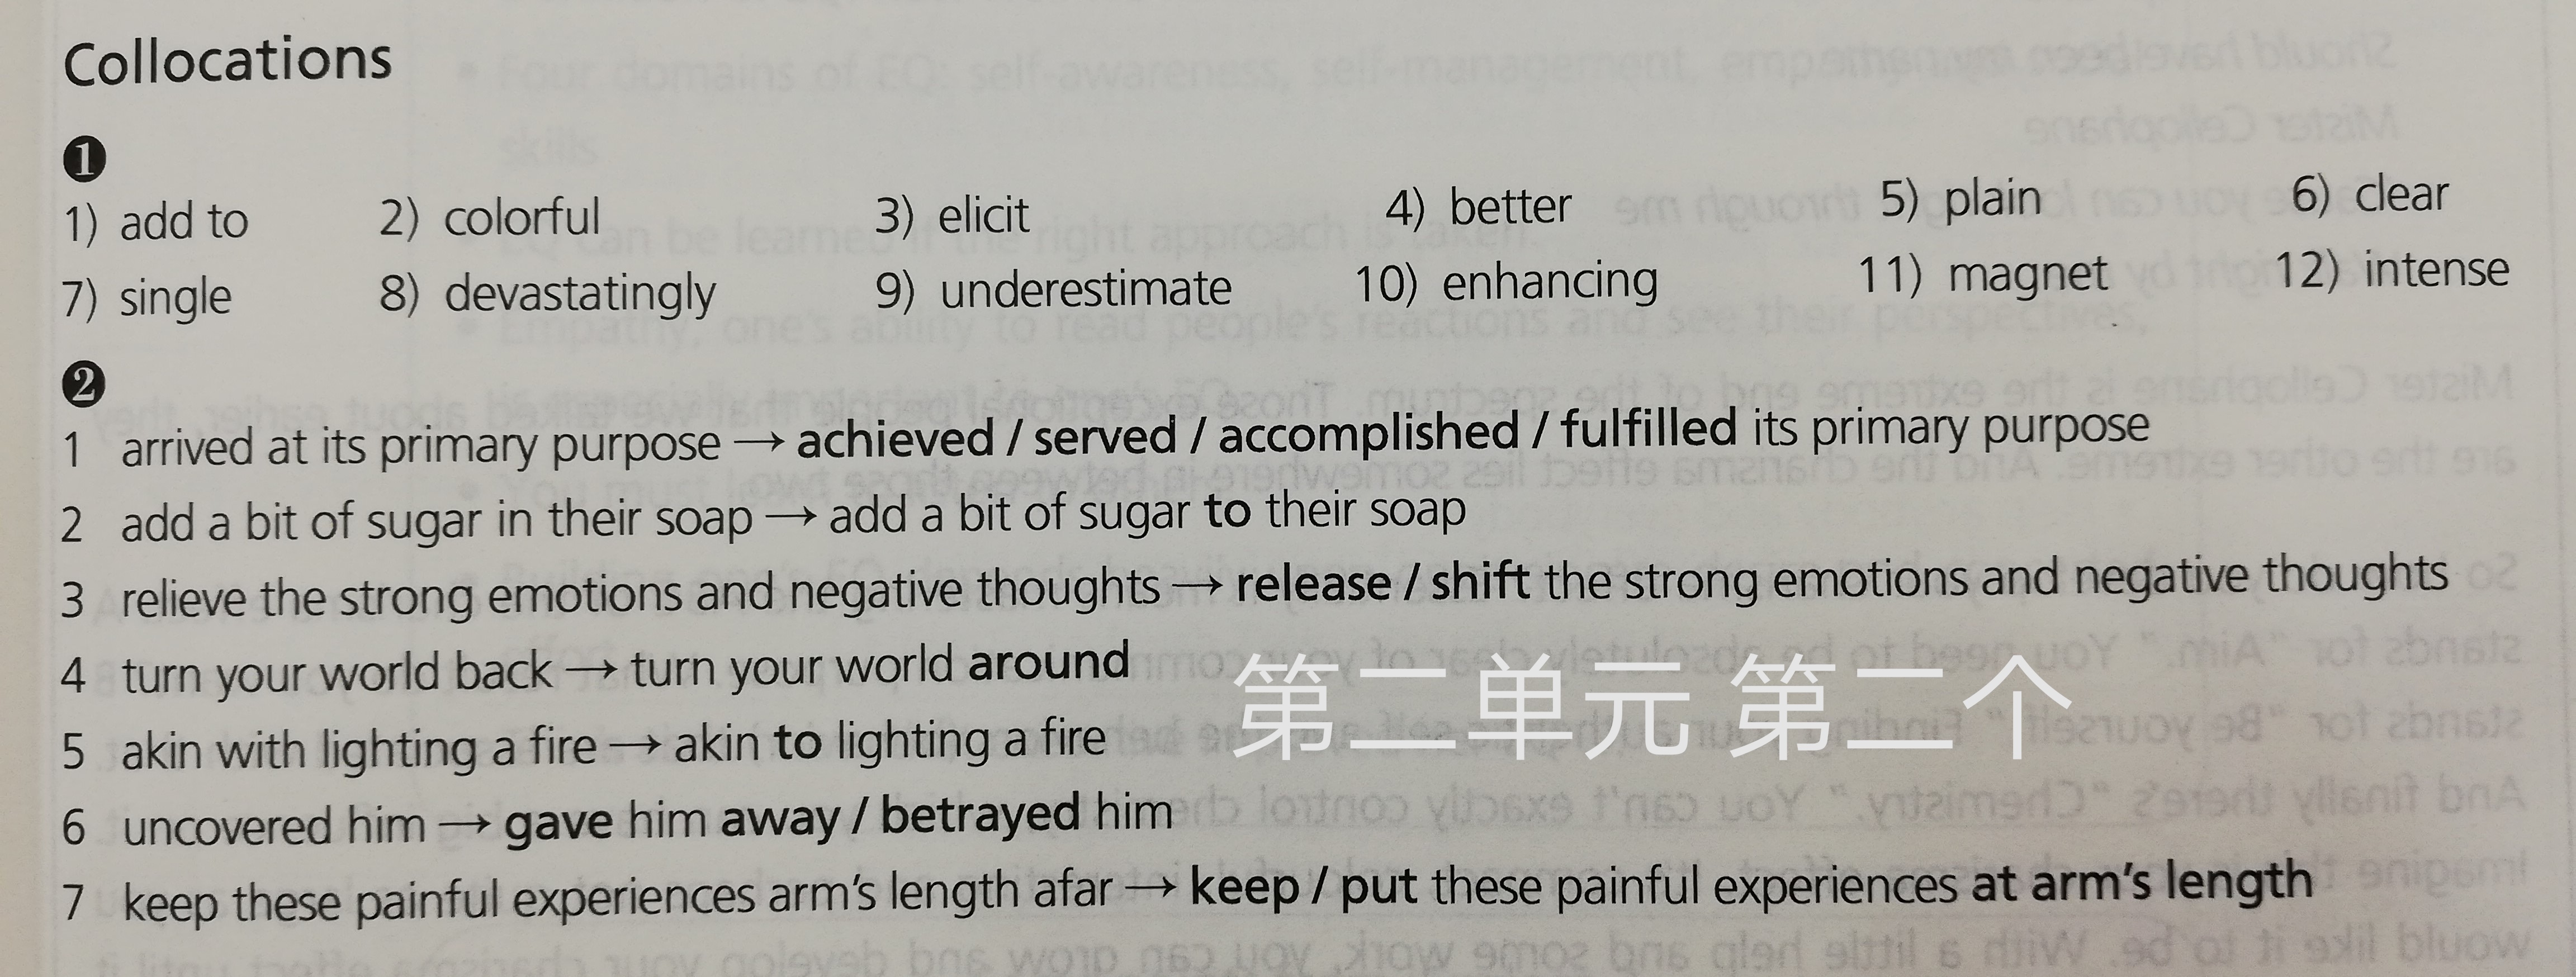 Collocations
❶
1) add to 2) colorful 3) elicit 4) better 5) plain 6) clear
7) single 8) devastatingly 9) underestimate 10) enhancing 11) magnet 12) intense
❷
1 arrived at its primary purpose → achieved / served / accomplished / fulfilled its primary purpose
2 add a bit of sugar in their soap → add a bit of sugar to their soap
3 relieve the strong emotions and negative thoughts → release / shift the strong emotions and negative thoughts
4 turn your world back → turn your world around
第二单元 第二个
5 akin with lighting a fire → akin to lighting a fire
6 uncovered him → gave him away / betrayed him
7 keep these painful experiences arm's length afar → keep / put these painful experiences at arm's length